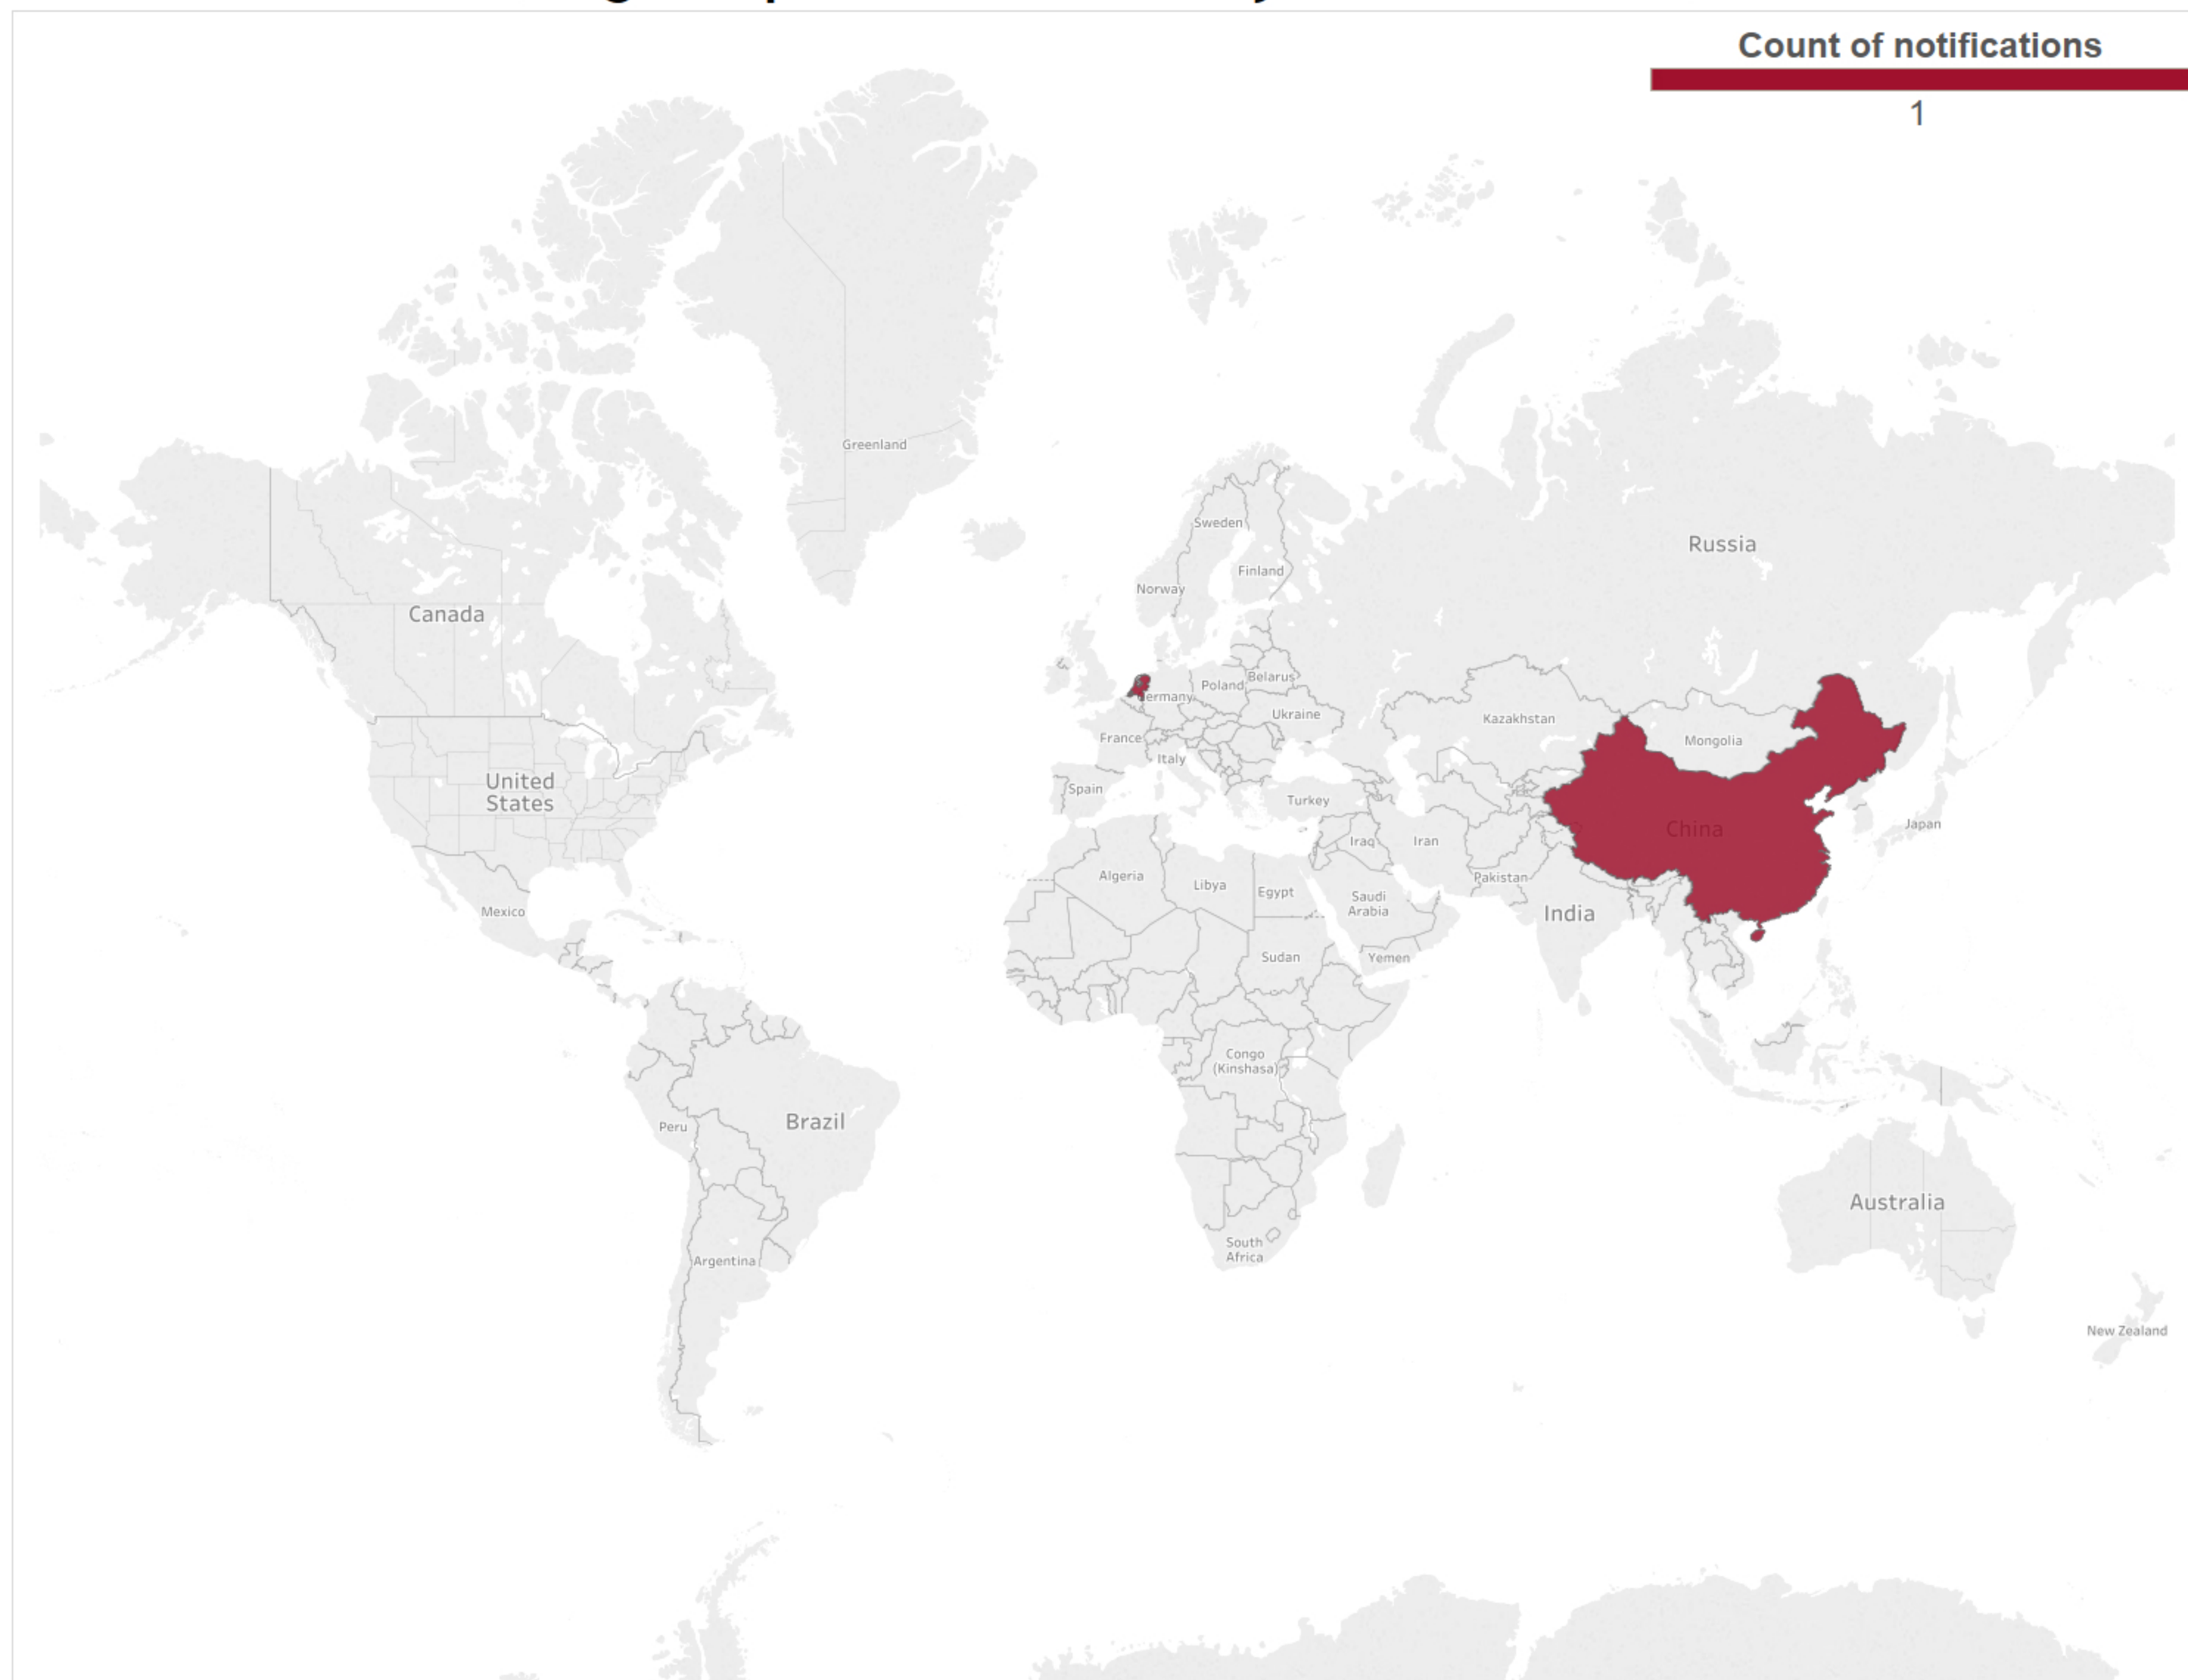 Count of notifications
1
Greenland
Sweden
Russia
Finland
Norway
Canada
Belarus
Poland
Germany
Ukraine
Kazakhstan
France
Mongolia
Italy
United
States
Spain
Turkey
Japan
China
Iraq
Iran
Algeria
Pakistan
Libya
Egypt
Saudi
Arabia
Mexico
India
Sudan
Yemen
Congo
(Kinshasa)
Brazil
Peru
Australia
South
Africa
Argentina
New Zealand